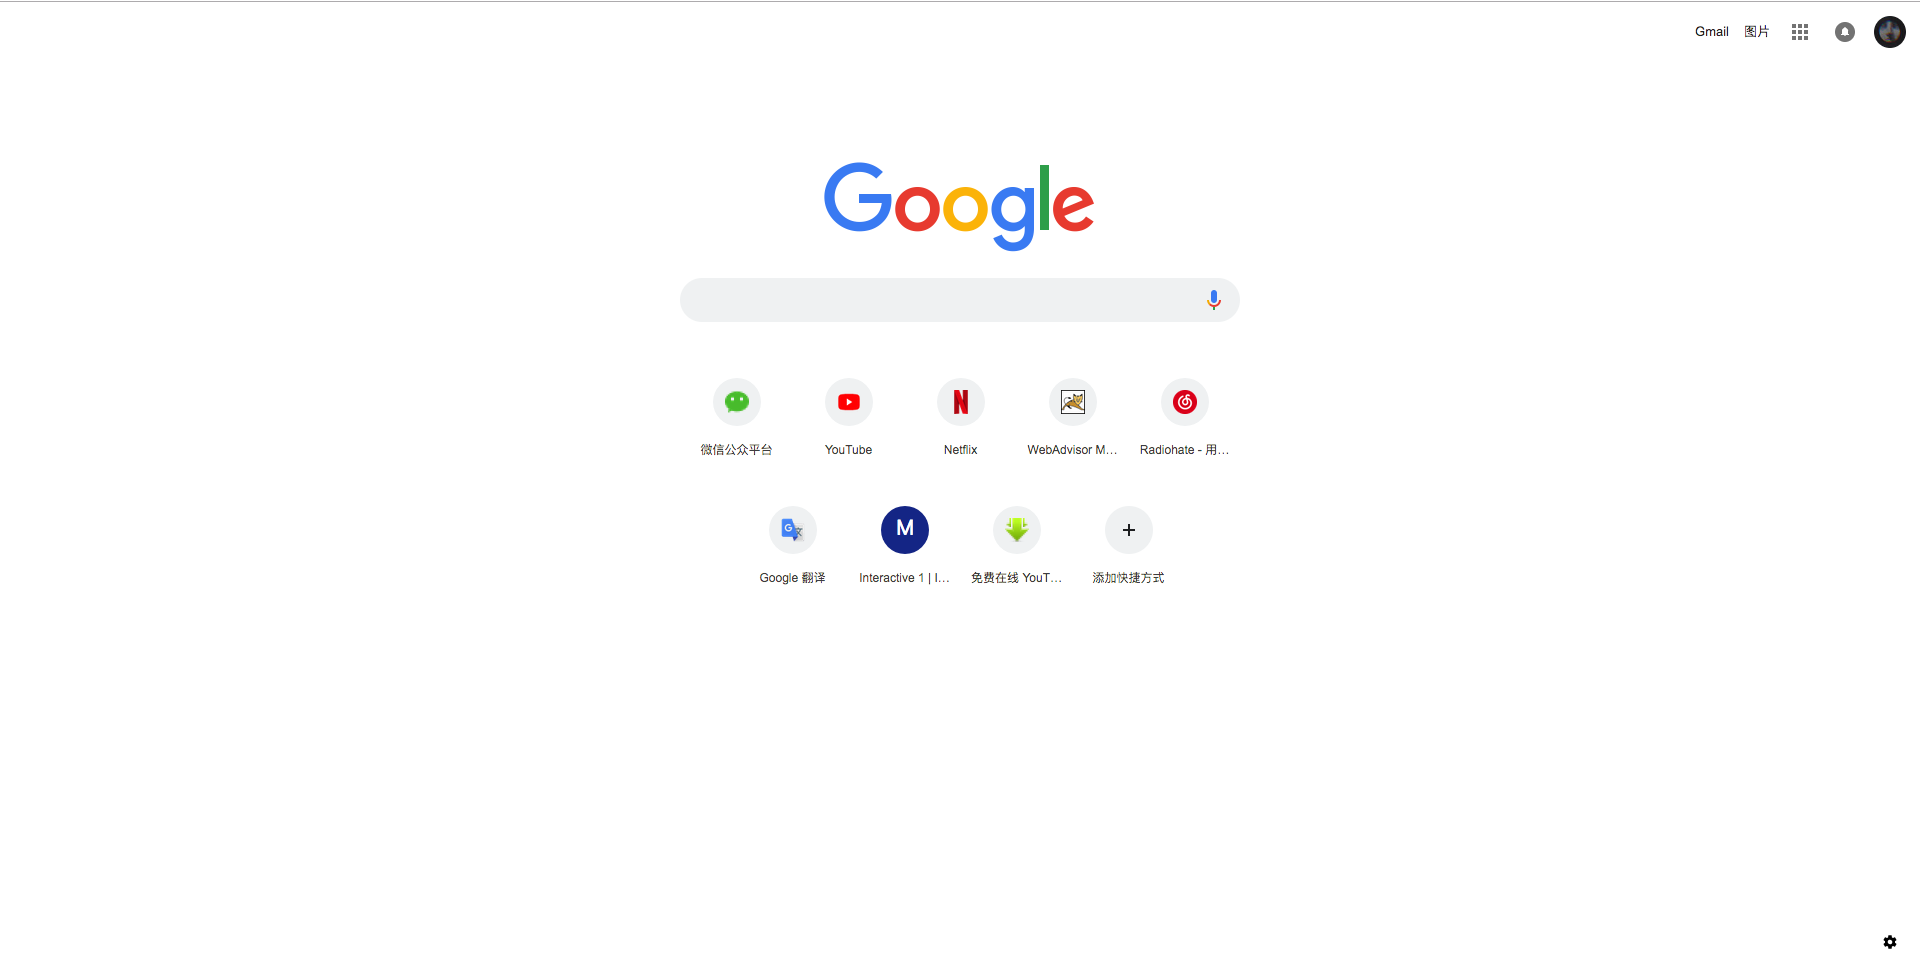 Gmail 图片
Google
微信公众平台 YouTube Netflix WebAdvisor M... Radiohate - 用...
M
Google 翻译 Interactive 1 | I... 免费在线 YouT... 添加快捷方式